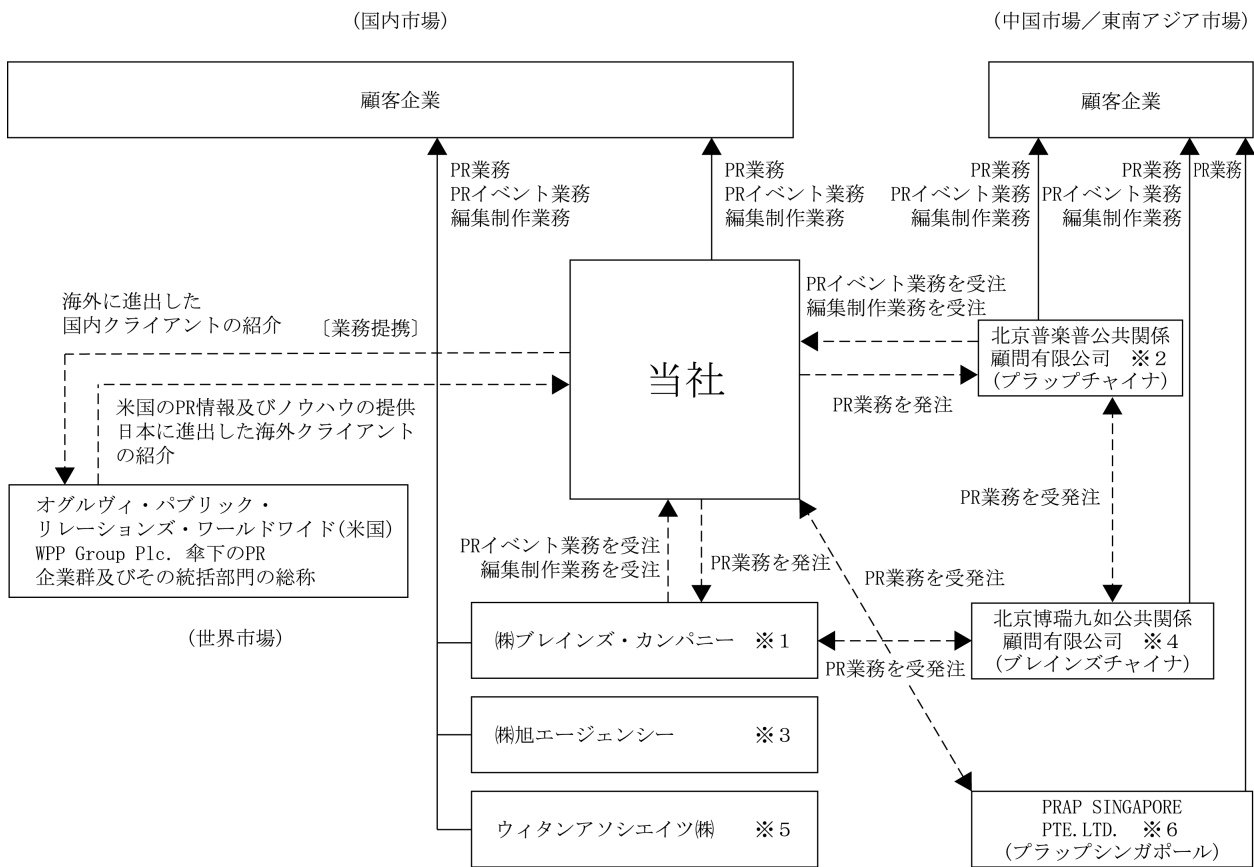 (国内市場)
(中国市場／東南アジア市場)
顧客企業
顧客企業
PR業務
PRイベント業務
編集制作業務
PR業務
PRイベント業務
編集制作業務
PR業務
PRイベント業務
編集制作業務
PR業務
PRイベント業務
編集制作業務
PR業務
海外に進出した
国内クライアントの紹介
〔業務提携〕
当社
PRイベント業務を受注
編集制作業務を受注
北京普楽普公共関係
顧問有限公司　※２
(プラップチャイナ)
PR業務を発注
米国のPR情報及びノウハウの提供
日本に進出した海外クライアント
の紹介
オグルヴィ・パブリック・
リレーションズ・ワールドワイド(米国)
WPP Group Plc. 傘下のPR
企業群及びその統括部門の総称
(世界市場)
PR業務を受発注
PRイベント業務を受注
編集制作業務を受注
PR業務を発注
PR業務を受発注
㈱ブレインズ・カンパニー　※１
北京博瑞九如公共関係
顧問有限公司　※４
(ブレインズチャイナ)
PR業務を受発注
㈱旭エージェンシー　※３
ウィタンアソシエイツ㈱　※５
PRAP SINGAPORE
PTE.LTD.　※６
(プラップシンガポール)